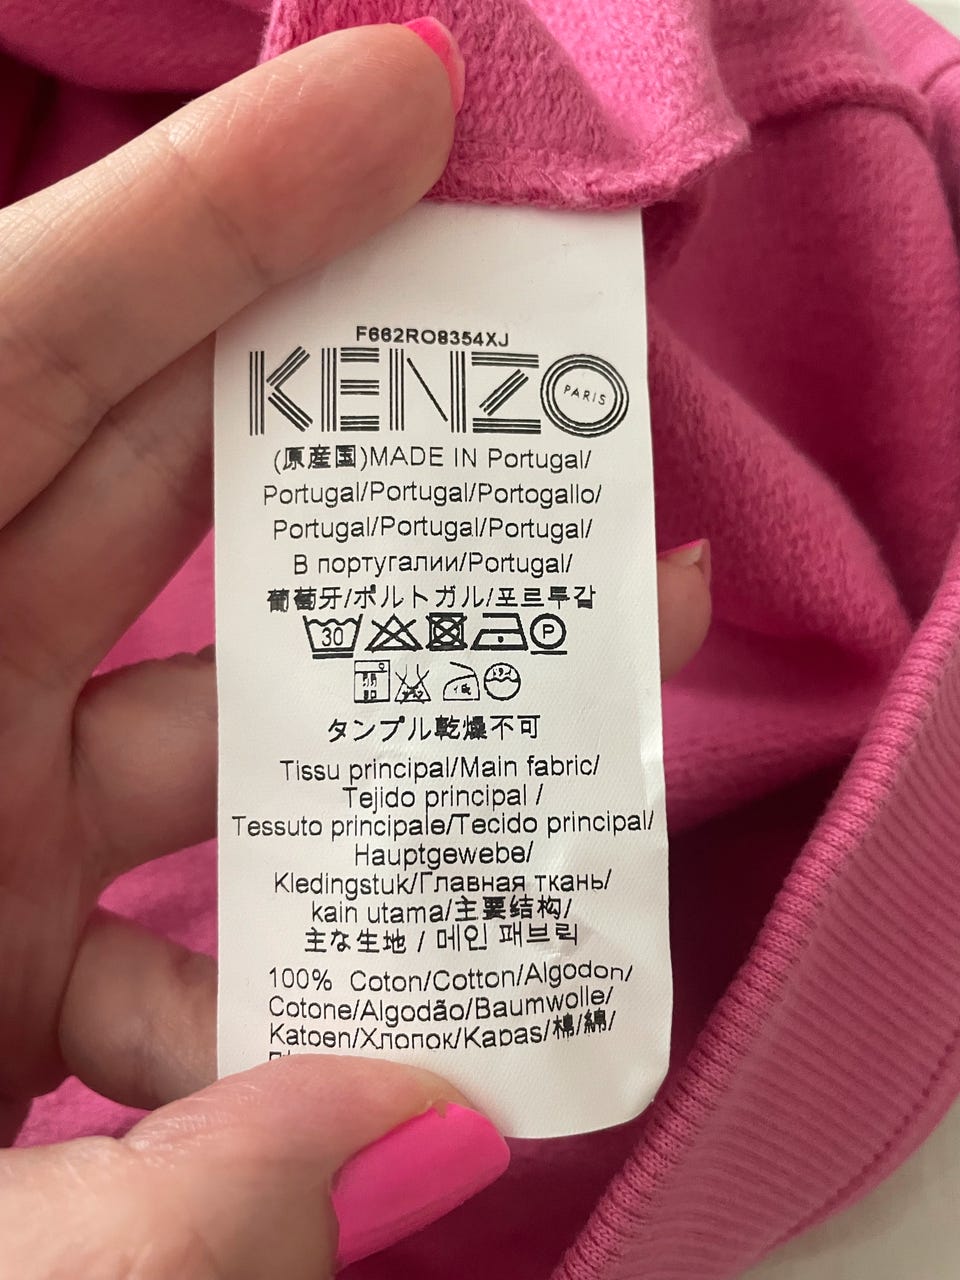 F662RO8354XJ
KENZO
PARIS
(原産国)MADE IN Portugal/
Portugal/Portugal/Portogallo/
Portugal/Portugal/Portugal/
В португалии/Portugal/
葡萄牙/ポルトガル/포르투갈
30 P
タンブル乾燥不可
Tissu principal/Main fabric/
Tejido principal /
Tessuto principale/Tecido principal/
Hauptgewebe/
Kledingstuk/Главная ткань/
kain utama/主要结构/
主な生地 / 메인 패브릭
100% Coton/Cotton/Algodon/
Cotone/Algodão/Baumwolle/
Katoen/Хлопок/Kapas/棉/綿/